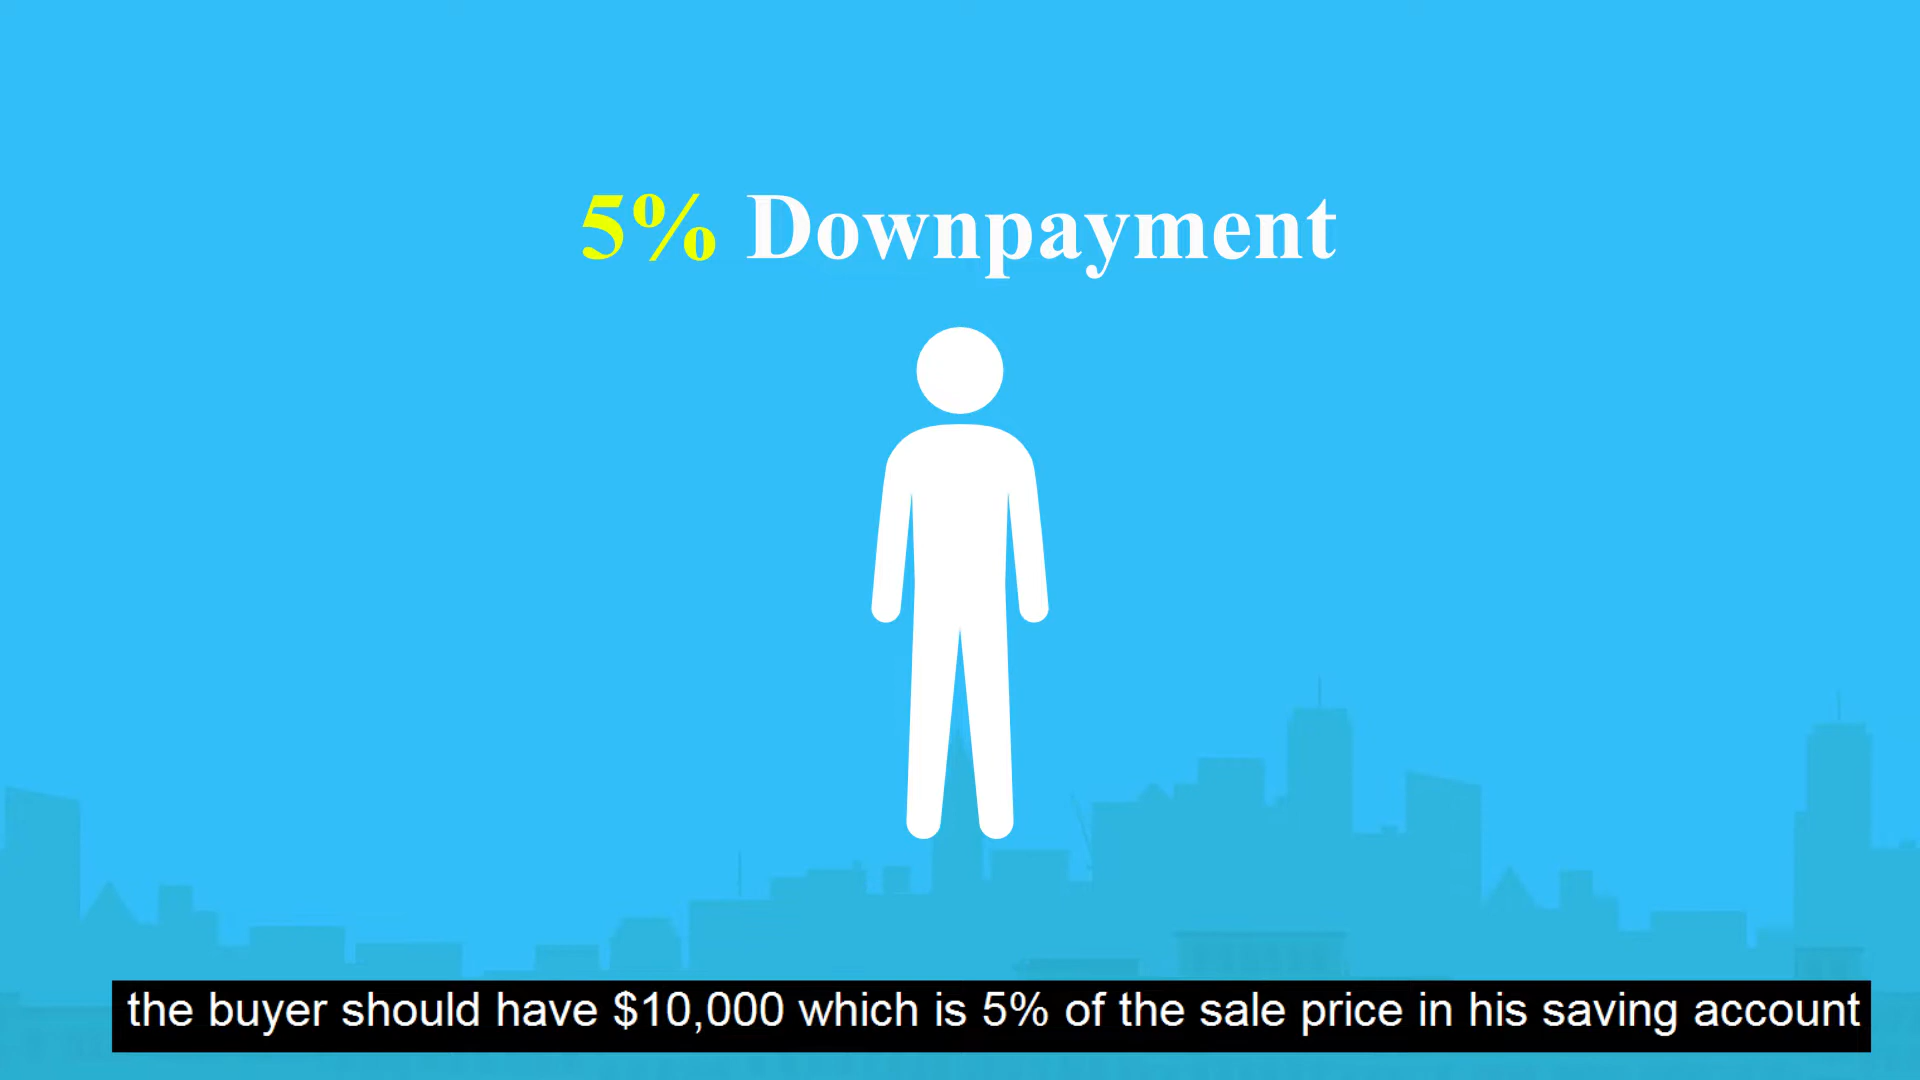 5% Downpayment
the buyer should have $10,000 which is 5% of the sale price in his saving account